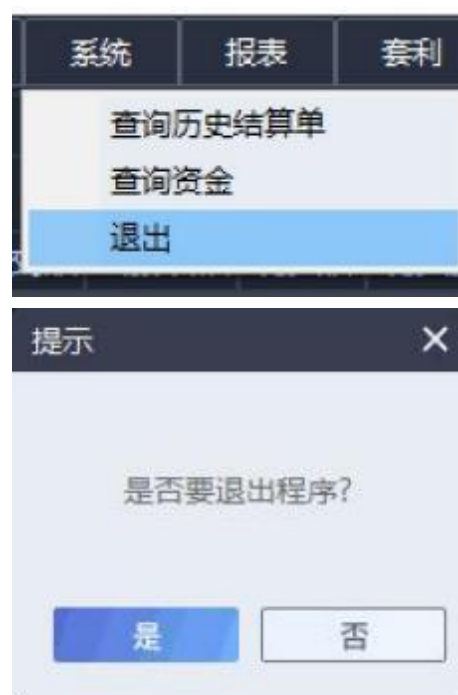 系统 报表 套利
查询历史结算单
查询资金
退出
提示
是否要退出程序?
是 否